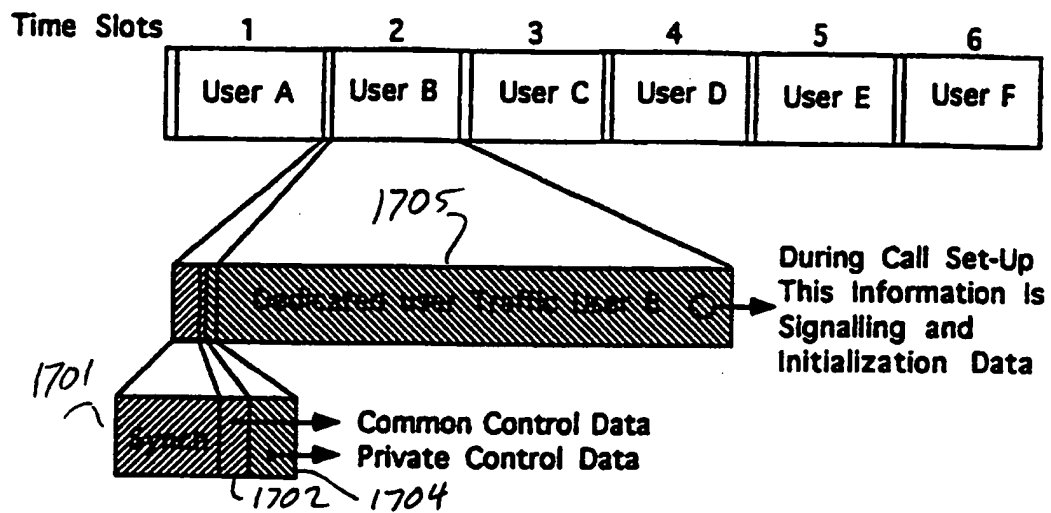 Time Slots 1 2 3 4 5 6
User A User B User C User D User E User F
1705
Dedicated user Traffic User B
During Call Set-Up
This Information Is
Signalling and
Initialization Data
1701
Synch
Common Control Data
Private Control Data
1702 1704